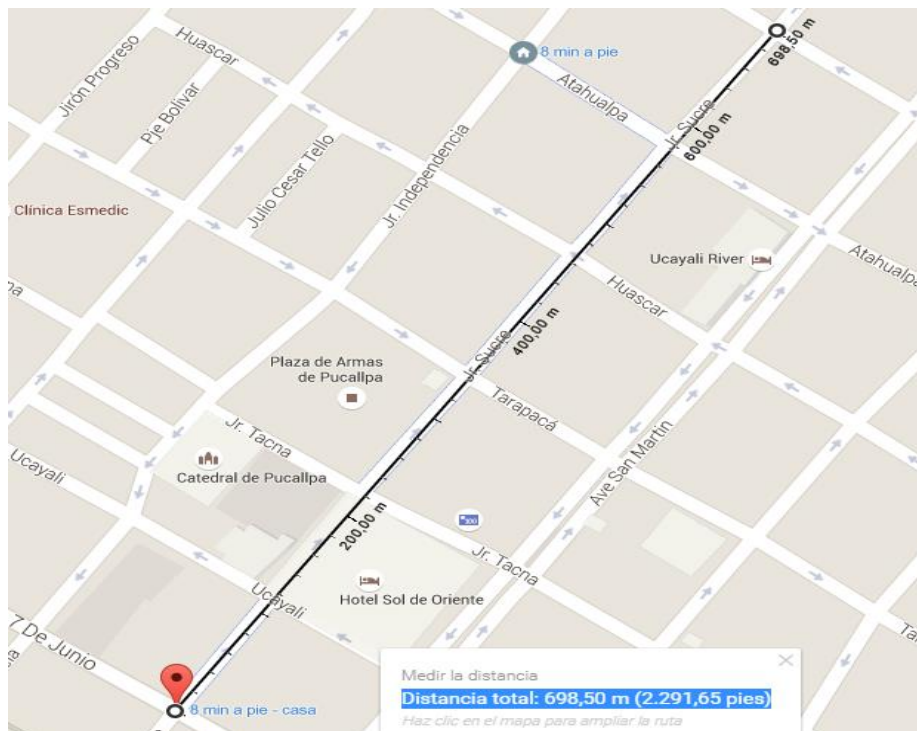 Jirón Progreso
Huascar
8 min a pie
698,50 m
Pje Bolívar
Atahualpa
Jr. Sucre
600,00 m
Julio Cesar Tello
Jr. Independencia
Clínica Esmedic
Ucayali River
Atahualpa
Huascar
pa
400,00 m
Jr. Sucre
Plaza de Armas
de Pucallpa
Tarapacá
Jr. Tacna
Ave San Martin
Ucayali
Catedral de Pucallpa
200,00 m
Jr. Tacna
Ucayali
Hotel Sol de Oriente
7 De Junio
Ta
8 min a pie - casa
Medir la distancia
Distancia total: 698,50 m (2.291,65 pies)
Haz clic en el mapa para ampliar la ruta